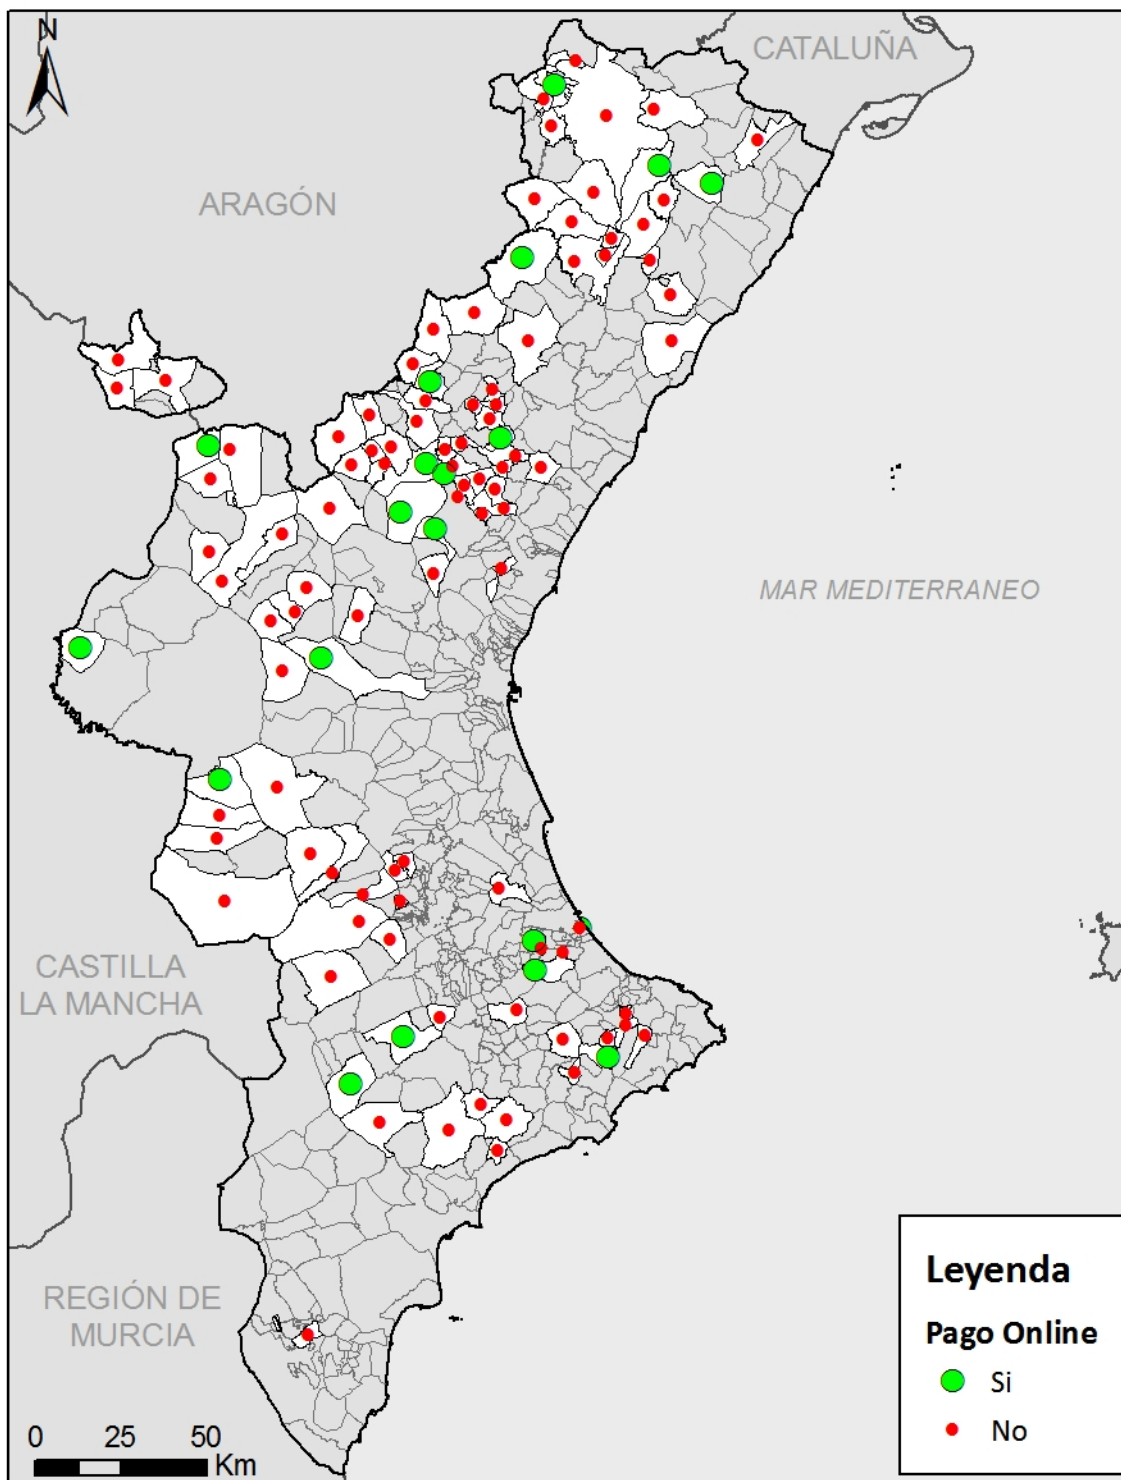 N
CATALUÑA
ARAGÓN
MAR MEDITERRANEO
CASTILLA
LA MANCHA
REGIÓN DE
MURCIA
Leyenda
Pago Online
Si
No
0 25 50
Km